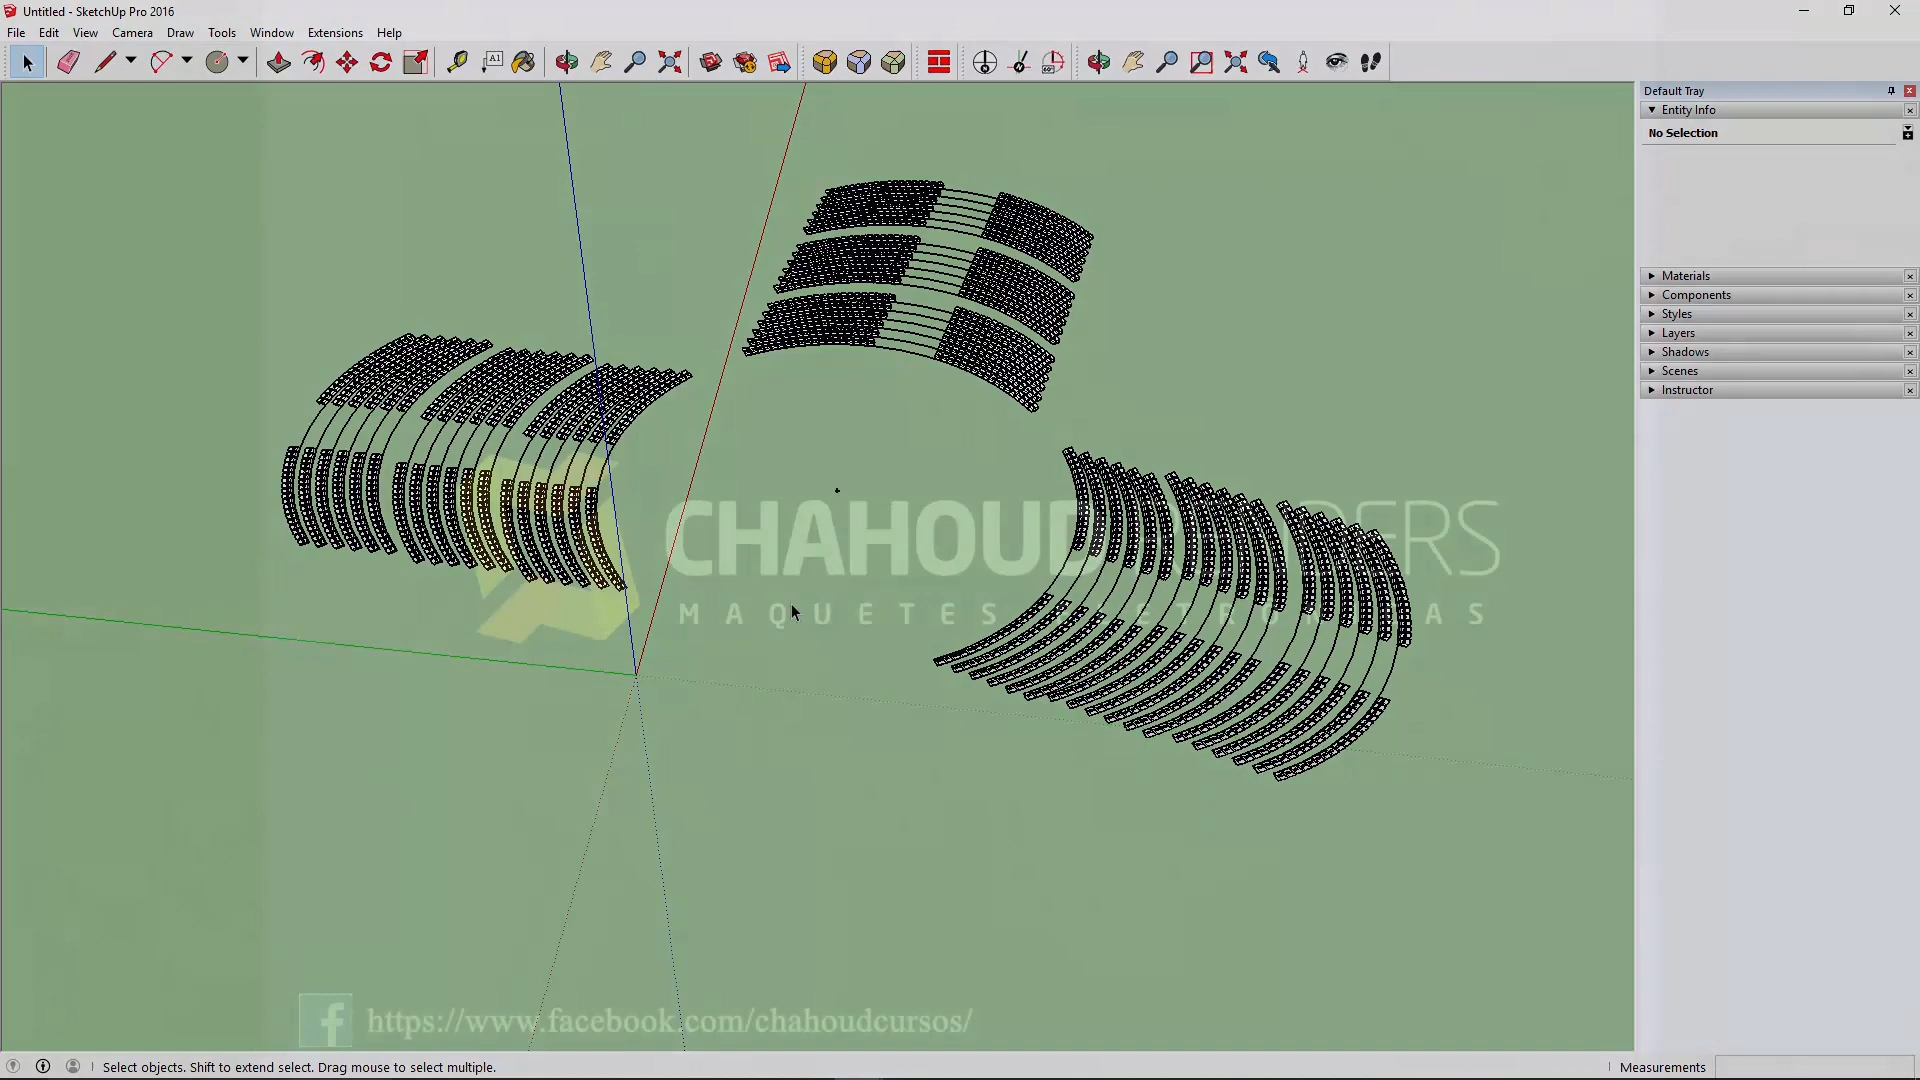 Untitled - SketchUp Pro 2016
File Edit View Camera Draw Tools Window Extensions Help
A1
Default Tray
Entity Info
No Selection
Materials
Components
Styles
Layers
Shadows
Scenes
Instructor
CHAHOUD
MAQUETES
https://www.facebook.com/chahoudcursos/
Select objects. Shift to extend select. Drag mouse to select multiple.
Measurements